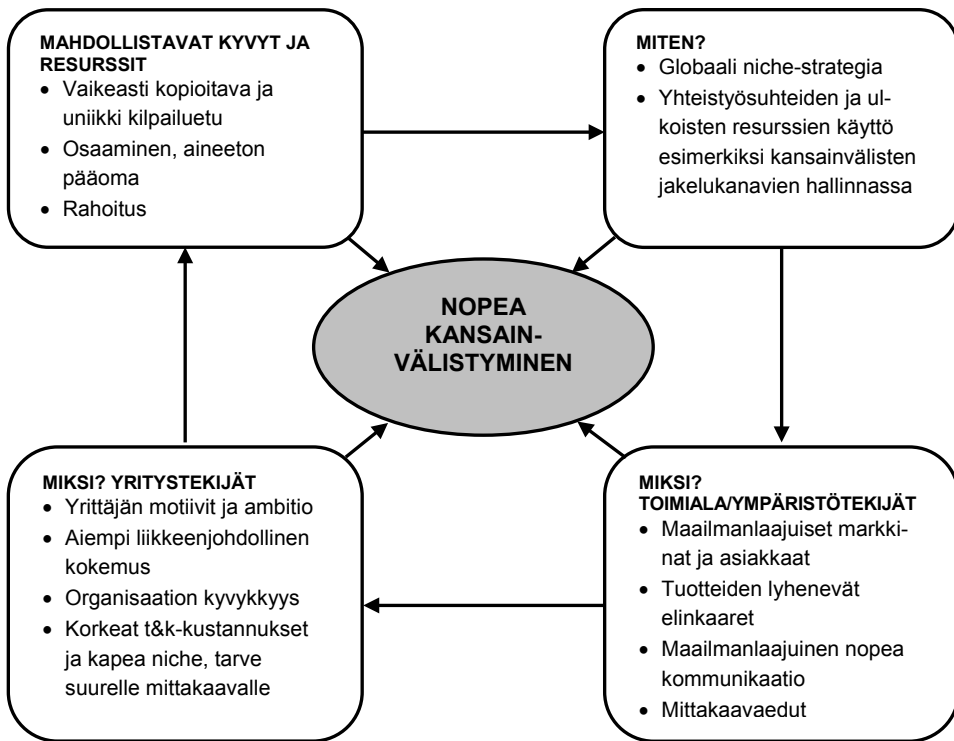 MAHDOLLISTAVAT KYVYT JA
RESURSSIT
• Vaikeasti kopioitava ja
uniikki kilpailuetu
• Osaaminen, aineeton
pääoma
• Rahoitus
MITEN?
• Globaali niche-strategia
• Yhteistyösuhteiden ja ul-
koisten resurssien käyttö
esimerkiksi kansainvälisten
jakelukanavien hallinnassa
NOPEA
KANSAIN-
VÄLISTYMINEN
MIKSI? YRITYSTEKIJÄT
• Yrittäjän motiivit ja ambitio
• Aiempi liikkeenjohdollinen
kokemus
• Organisaation kyvykkyys
• Korkeat t&k-kustannukset
ja kapea niche, tarve
suurelle mittakaavalle
MIKSI?
TOIMIALA/YMPÄRISTÖTEKIJÄT
• Maailmanlaajuiset markki-
nat ja asiakkaat
• Tuotteiden lyhenevät
elinkaaret
• Maailmanlaajuinen nopea
kommunikaatio
• Mittakaavaedut